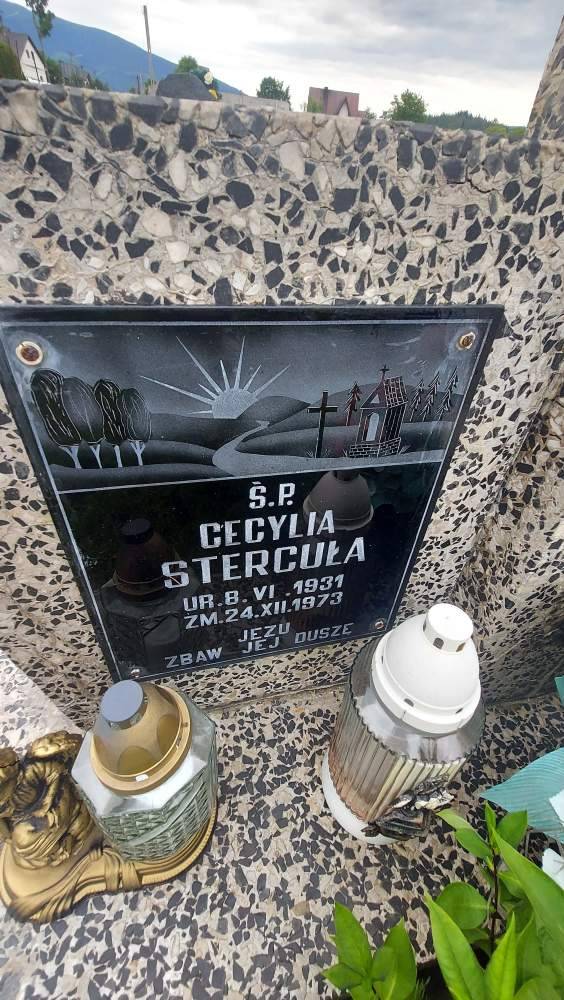 Ś.P.
CECYLIA
STERCUŁA
UR.8.VI.1931
ZM.24.XII.1973
JEZU
ZBAW JEJ DUSZE